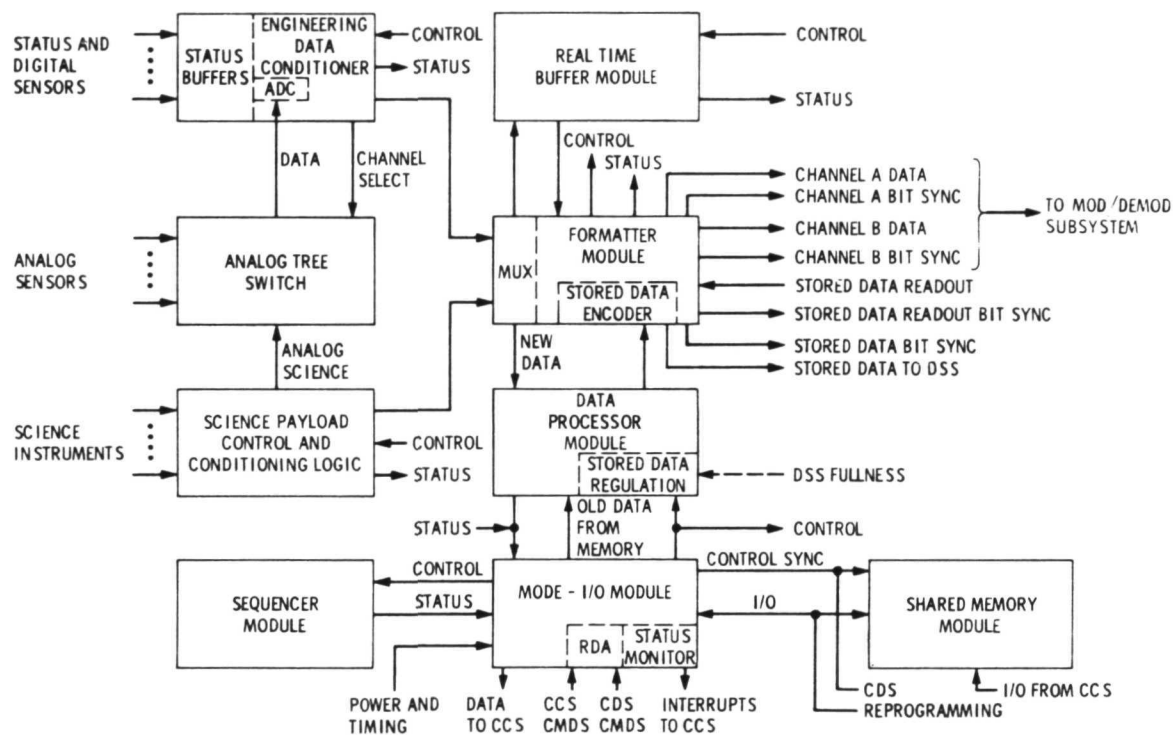 STATUS AND
DIGITAL
SENSORS
STATUS
BUFFERS
ENGINEERING
DATA
CONDITIONER
ADC
CONTROL
STATUS
REAL TIME
BUFFER MODULE
CONTROL
STATUS
DATA
CHANNEL
SELECT
CONTROL
STATUS
ANALOG
SENSORS
ANALOG TREE
SWITCH
MUX
FORMATTER
MODULE
STORED DATA
ENCODER
CHANNEL A DATA
CHANNEL A BIT SYNC
CHANNEL B DATA
CHANNEL B BIT SYNC
TO MOD/DEMOD
SUBSYSTEM
STORED DATA READOUT
STORED DATA READOUT BIT SYNC
STORED DATA BIT SYNC
STORED DATA TO DSS
ANALOG
SCIENCE
NEW
DATA
SCIENCE
INSTRUMENTS
SCIENCE PAYLOAD
CONTROL AND
CONDITIONING LOGIC
CONTROL
STATUS
DATA
PROCESSOR
MODULE
STORED DATA
REGULATION
DSS FULLNESS
STATUS
OLD DATA
FROM
MEMORY
CONTROL
SEQUENCER
MODULE
CONTROL
STATUS
MODE - I/O MODULE
RDA
STATUS
MONITOR
CONTROL SYNC
I/O
SHARED MEMORY
MODULE
POWER AND
TIMING
DATA
TO CCS
CCS
CMDS
CDS
CMDS
INTERRUPTS
TO CCS
CDS
REPROGRAMMING
I/O FROM CCS